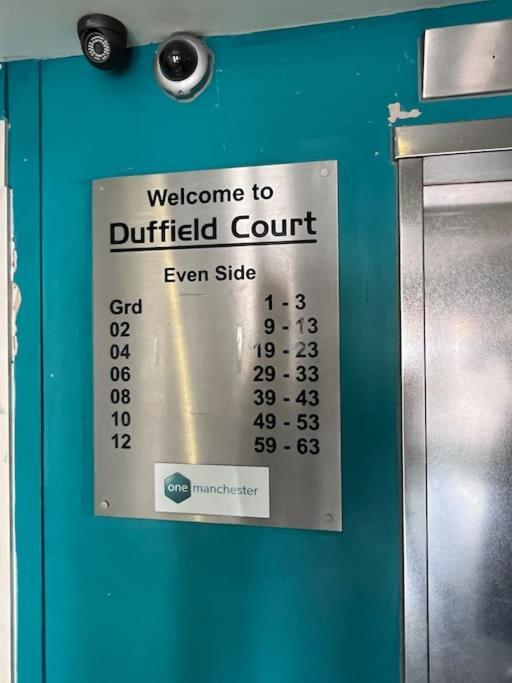 Welcome to
Duffield Court
Even Side
Grd 1 - 3
02 9 - 13
04 19 - 23
06 29 - 33
08 39 - 43
10 49 - 53
12 59 - 63
one manchester